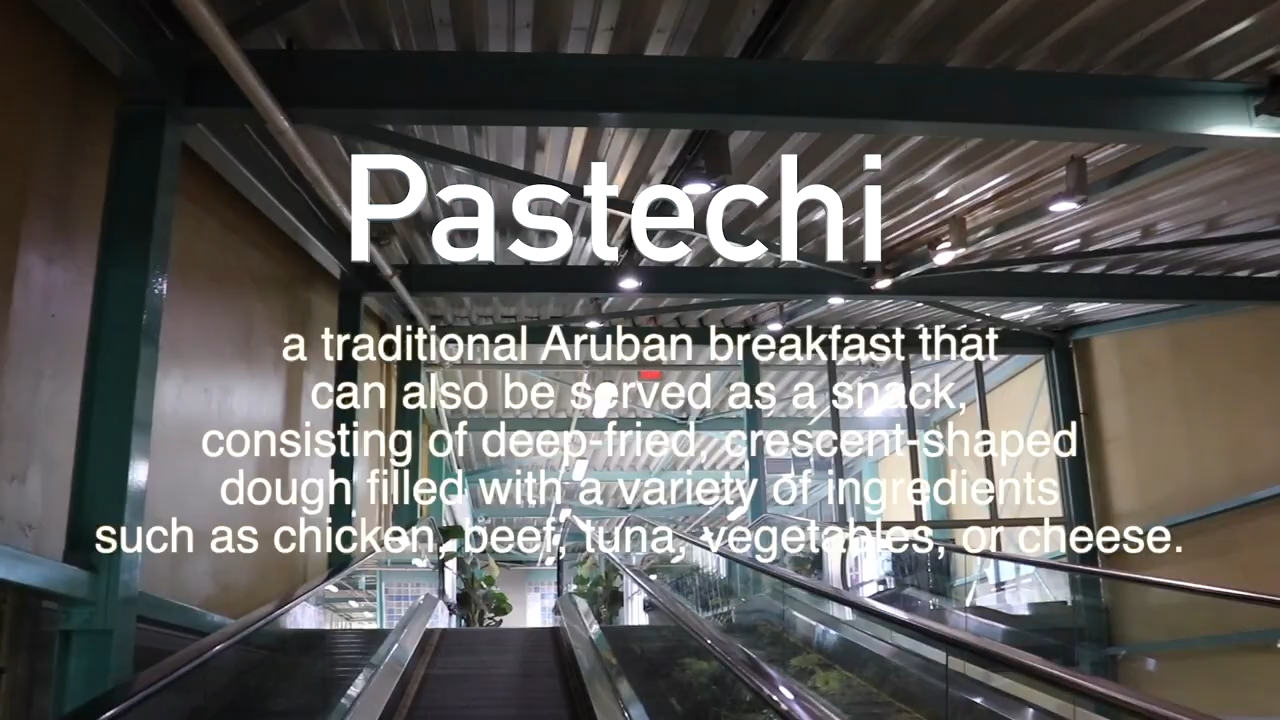 Pastechi
a traditional Aruban breakfast that
can also be served as a snack,
consisting of deep-fried, crescent-shaped
dough filled with a variety of ingredients
such as chicken, beef, tuna, vegetables, or cheese.